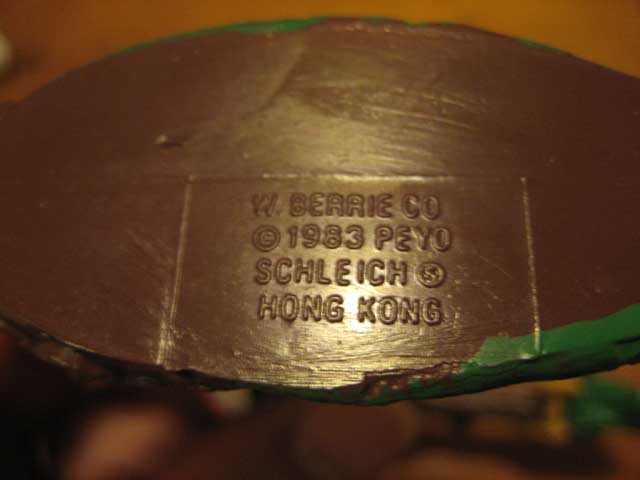 W. BERRIE CO
© 1983 PEYO
SCHLEICH Ⓢ
HONG KONG